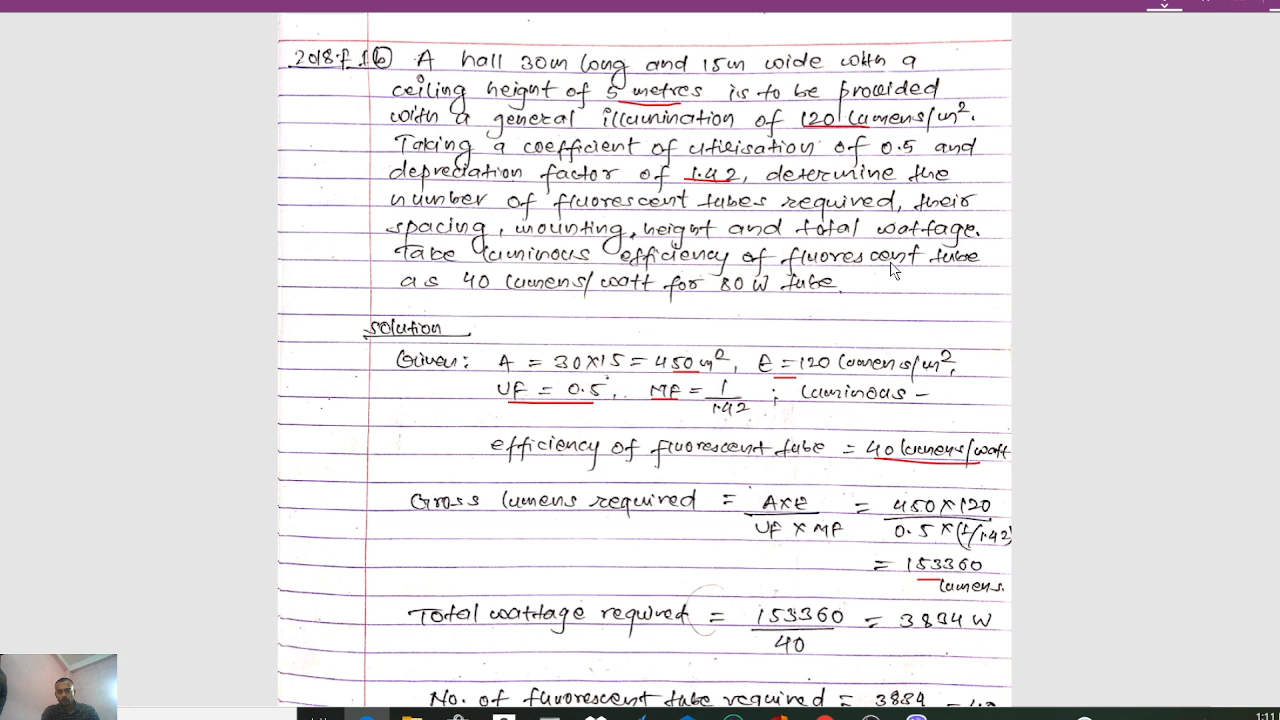 2018.f.1.(b) A hall 30m long and 15m wide with a
ceiling height of 5 metres is to be provided
with a general illumination of 120 lumens/m².
Taking a coefficient of utilisation of 0.5 and
depreciation factor of 1.42, determine the
number of fluorescent tubes required, their
spacing, mounting, height and total wattage.
Take luminous efficiency of fluorescent tube
as 40 lumens/watt for 80 W tube.
Solution
Given: A = 30×15 = 450 m², E = 120 lumens/m²,
UF = 0.5, MF = 1/1.42 ; Luminous –
efficiency of fluorescent tube = 40 lumens/watt
Gross lumens required = A×E / UF × MF = 450×120 / 0.5×(1/1.42)
= 153360
lumens.
Total wattage required = 153360 / 40 = 3834 W
No. of fluorescent tube required = 3834
1:11